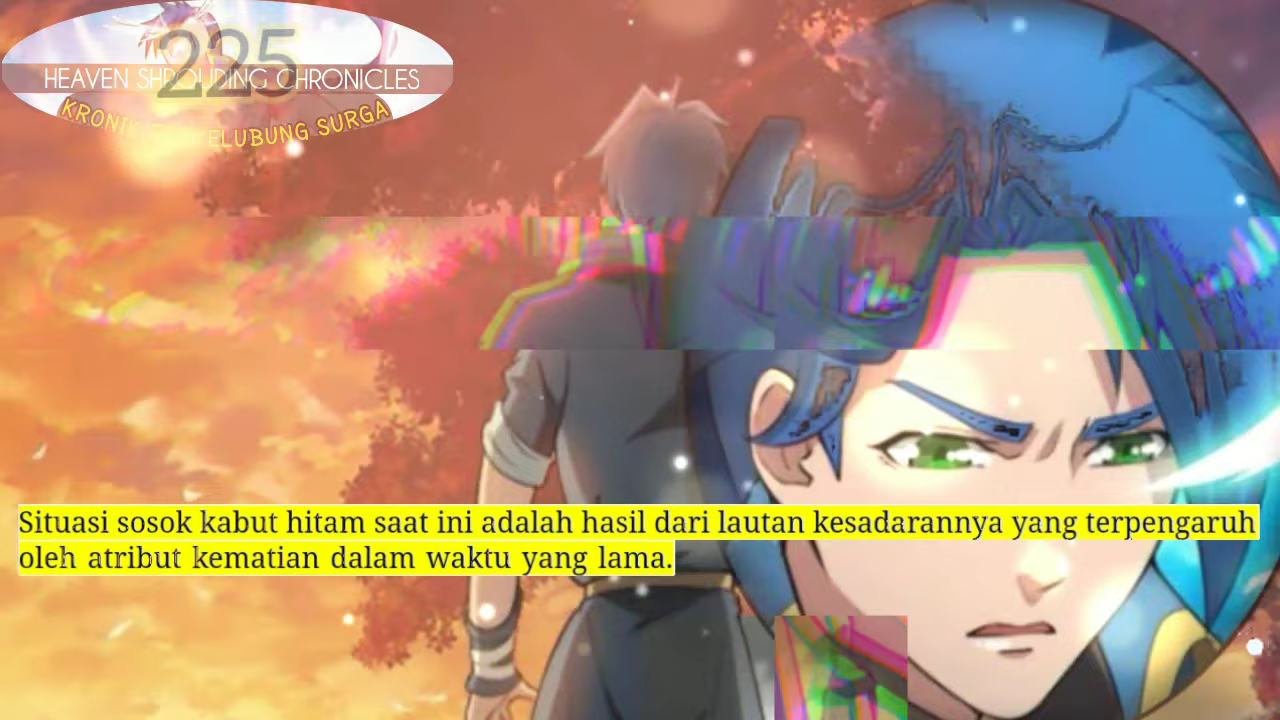 225
HEAVEN SHROUDING CHRONICLES
SURGA
Situasi sosok kabut hitam saat ini adalah hasil dari lautan kesadarannya yang terpengaruh
oleh atribut kematian dalam waktu yang lama.